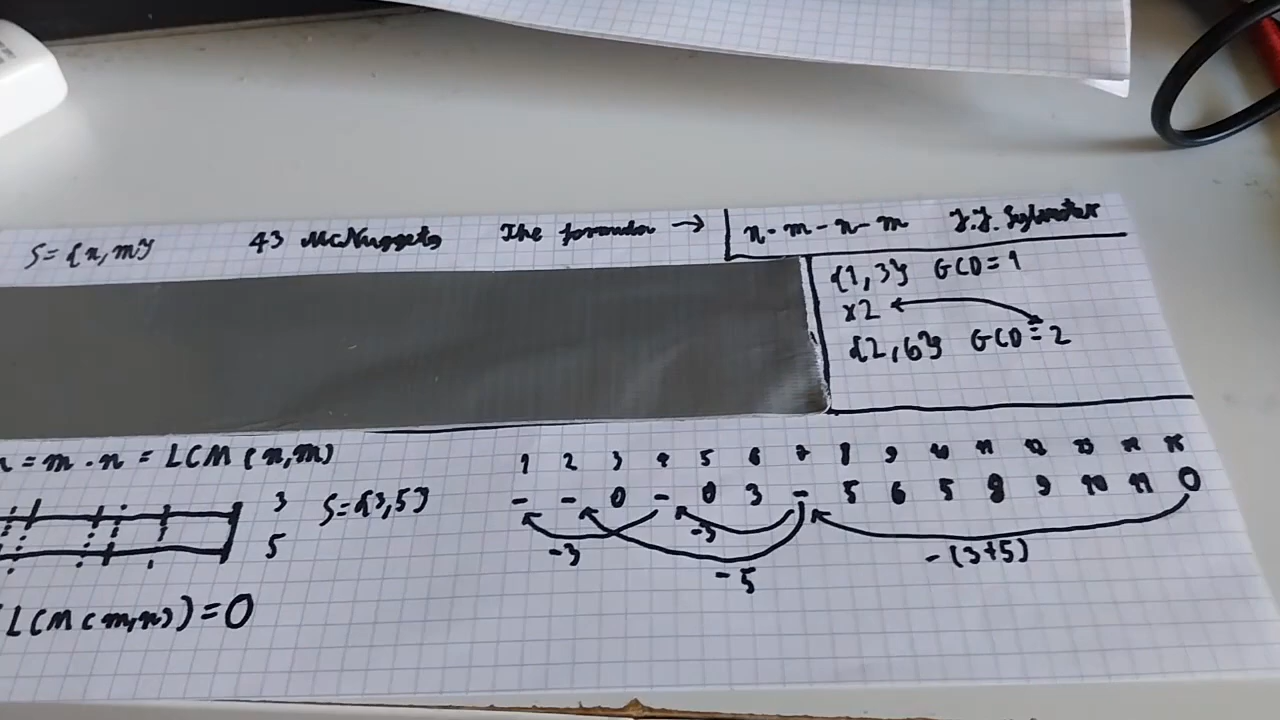 S={n,m} 43 McNuggets The formula → n·m-n-m J.J. Sylvester
{1,3} GCD=1
x2
{2,6} GCD=2
=m·n=LCM(n,m)
1 2 3 4 5 6 7 8 9 10 11 12 13 14 15
3 S={3,5} - - 0 - 0 3 - 5 6 5 8 9 10 11 0
5
-3 -3 -(3+5)
-5
LCM(m,n))=0